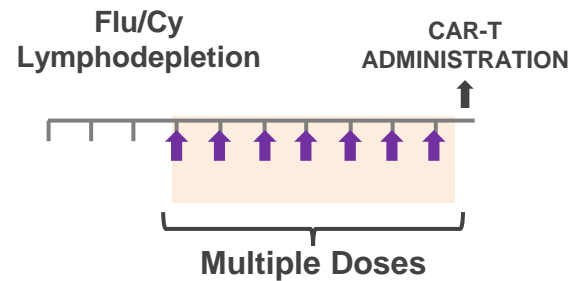 Flu/Cy
Lymphodepletion
CAR-T
ADMINISTRATION
Multiple Doses